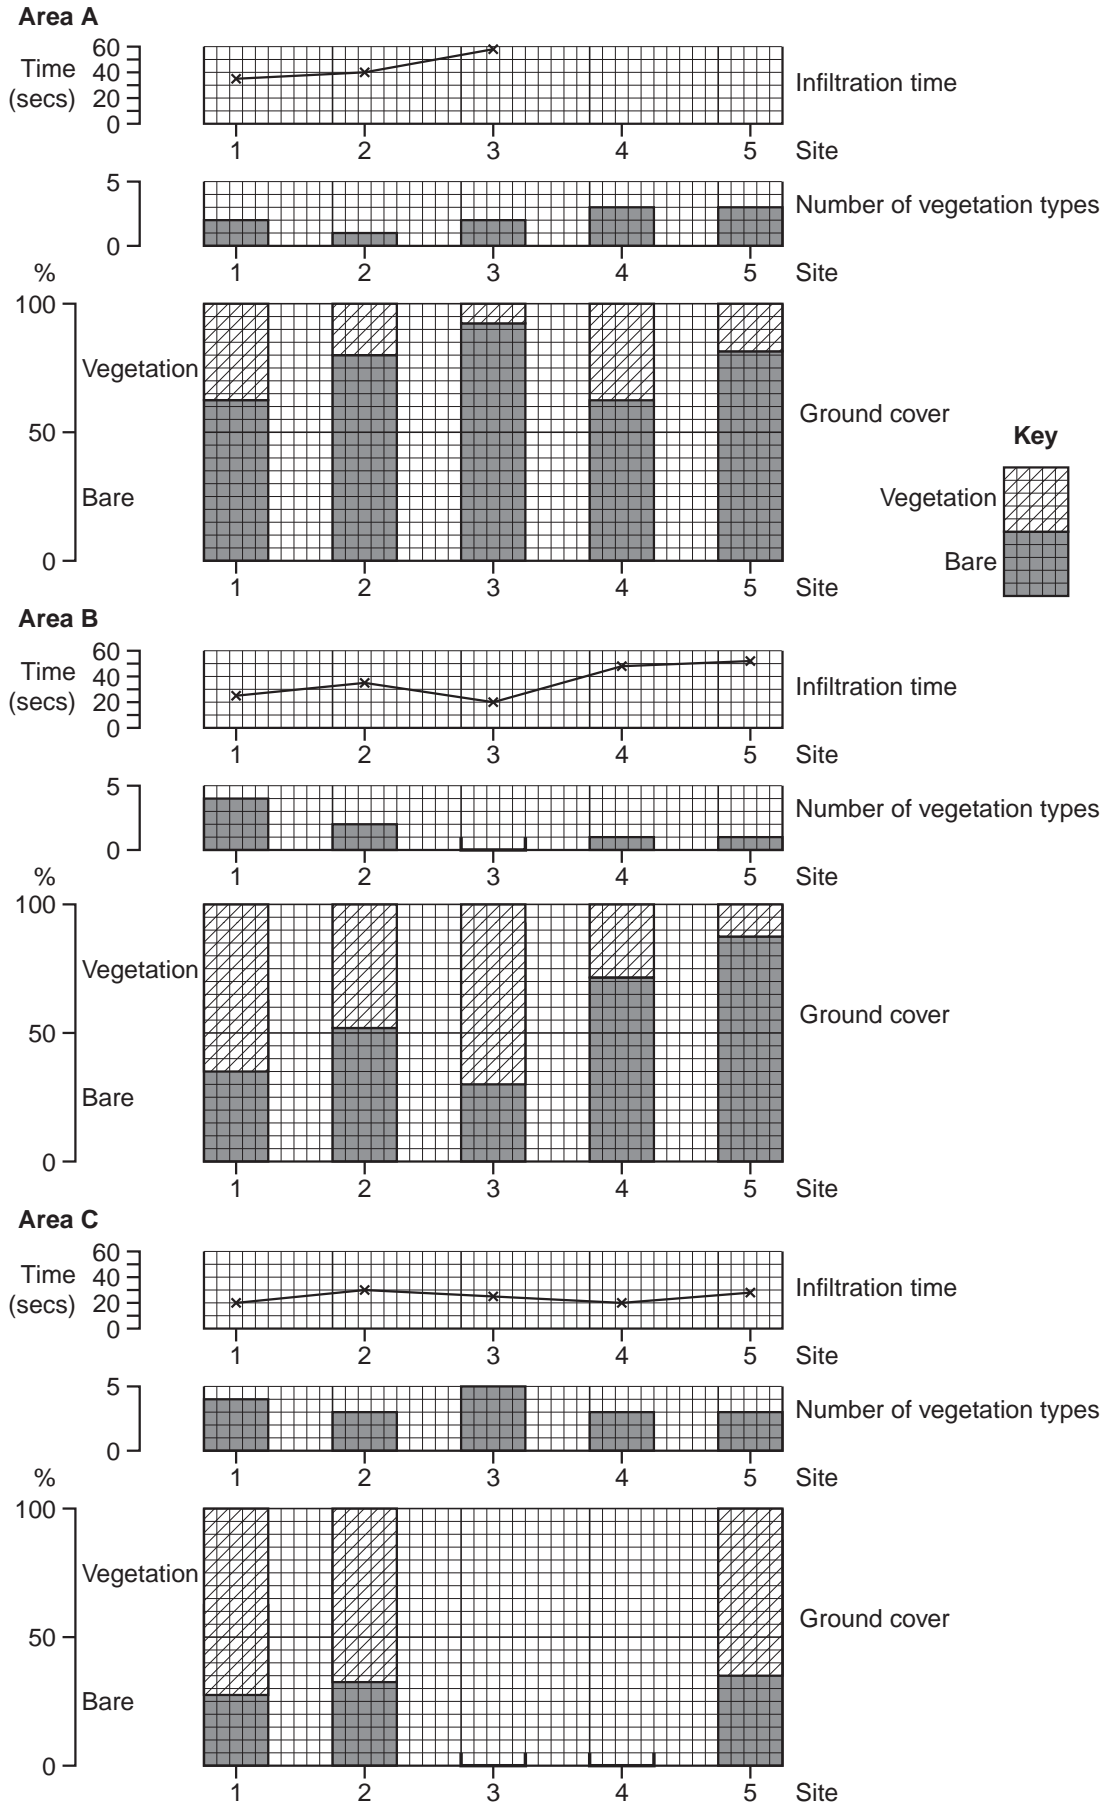 Area A
60
Time 40
(secs) 20
0
Infiltration time
1 2 3 4 5 Site
5
0
Number of vegetation types
1 2 3 4 5 Site
%
100
Vegetation
50
Bare
0
Ground cover
Key
Vegetation
Bare
1 2 3 4 5 Site
Area B
60
Time 40
(secs) 20
0
Infiltration time
1 2 3 4 5 Site
5
0
Number of vegetation types
1 2 3 4 5 Site
%
100
Vegetation
50
Bare
0
Ground cover
1 2 3 4 5 Site
Area C
60
Time 40
(secs) 20
0
Infiltration time
1 2 3 4 5 Site
5
0
Number of vegetation types
1 2 3 4 5 Site
%
100
Vegetation
50
Bare
0
Ground cover
1 2 3 4 5 Site